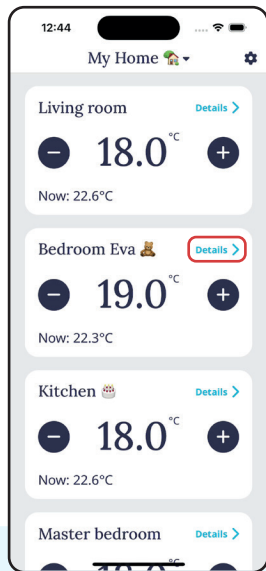 12:44
My Home
Living room Details
18.0 °C
Now: 22.6°C
Bedroom Eva Details
19.0 °C
Now: 22.3°C
Kitchen Details
18.0 °C
Now: 22.6°C
Master bedroom Details
°C